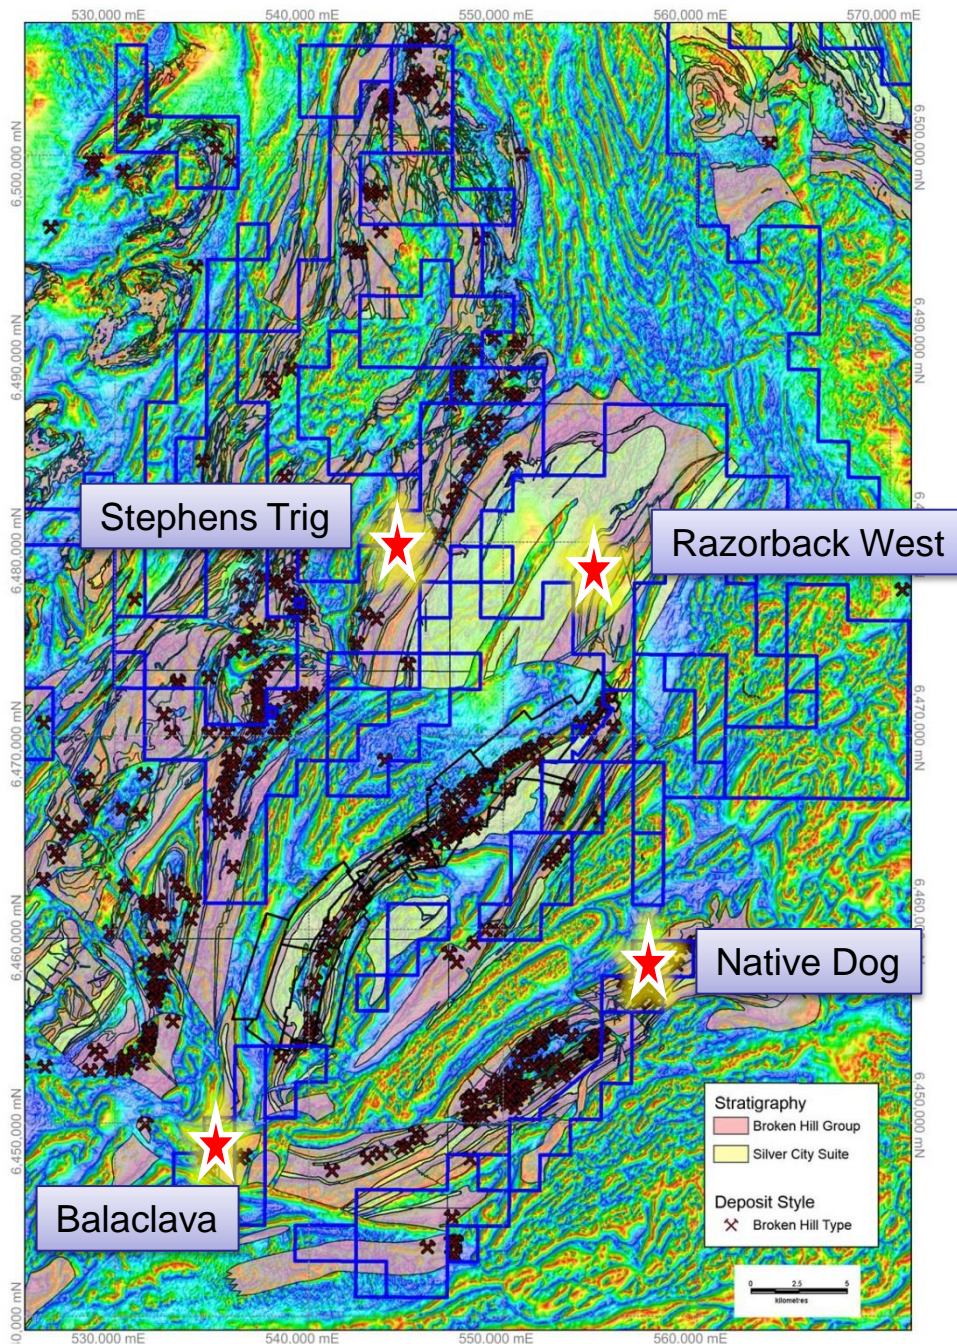 530,000 mE
540,000 mE
550,000 mE
560,000 mE
570,000 mE
6,500,000 mN
6,500,000 mN
6,490,000 mN
6,490,000 mN
Stephens Trig
Razorback West
6,480,000 mN
6,470,000 mN
6,470,000 mN
6,460,000 mN
6,460,000 mN
Native Dog
6,450,000 mN
6,450,000 mN
Stratigraphy
Broken Hill Group
Silver City Suite
Deposit Style
Broken Hill Type
Balaclava
0 2.5 5
kilometres
530,000 mE
540,000 mE
550,000 mE
560,000 mE